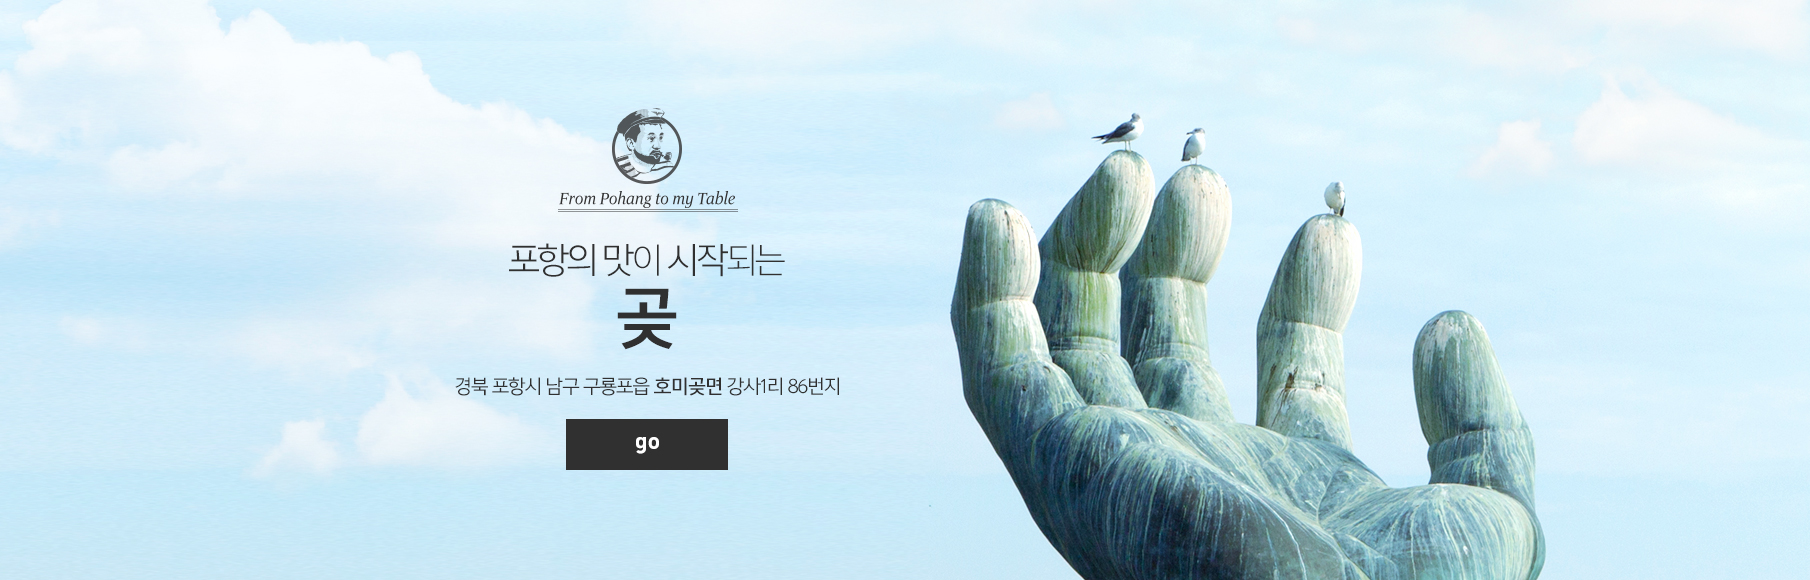 From Pohang to my Table
포항의 맛이 시작되는
곶
경북 포항시 남구 구룡포읍 호미곶면 강사1리 86번지
go